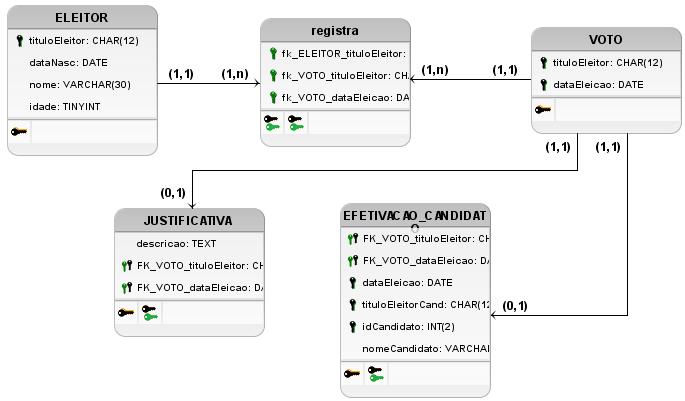 ELEITOR
tituloEleitor: CHAR(12)
dataNasc: DATE
nome: VARCHAR(30)
idade: TINYINT
(1,1)
(1,n)
registra
fk_ELEITOR_tituloEleitor:
fk_VOTO_tituloEleitor: CHA
fk_VOTO_dataEleicao: DA
(1,n)
(1,1)
VOTO
tituloEleitor: CHAR(12)
dataEleicao: DATE
(1,1)
(1,1)
(0,1)
JUSTIFICATIVA
descricao: TEXT
FK_VOTO_tituloEleitor: CH
FK_VOTO_dataEleicao: DA
EFETIVACAO_CANDIDAT
O
FK_VOTO_tituloEleitor: CH
FK_VOTO_dataEleicao: DA
dataEleicao: DATE
tituloEleitorCand: CHAR(12
idCandidato: INT(2)
nomeCandidato: VARCHAI
(0,1)